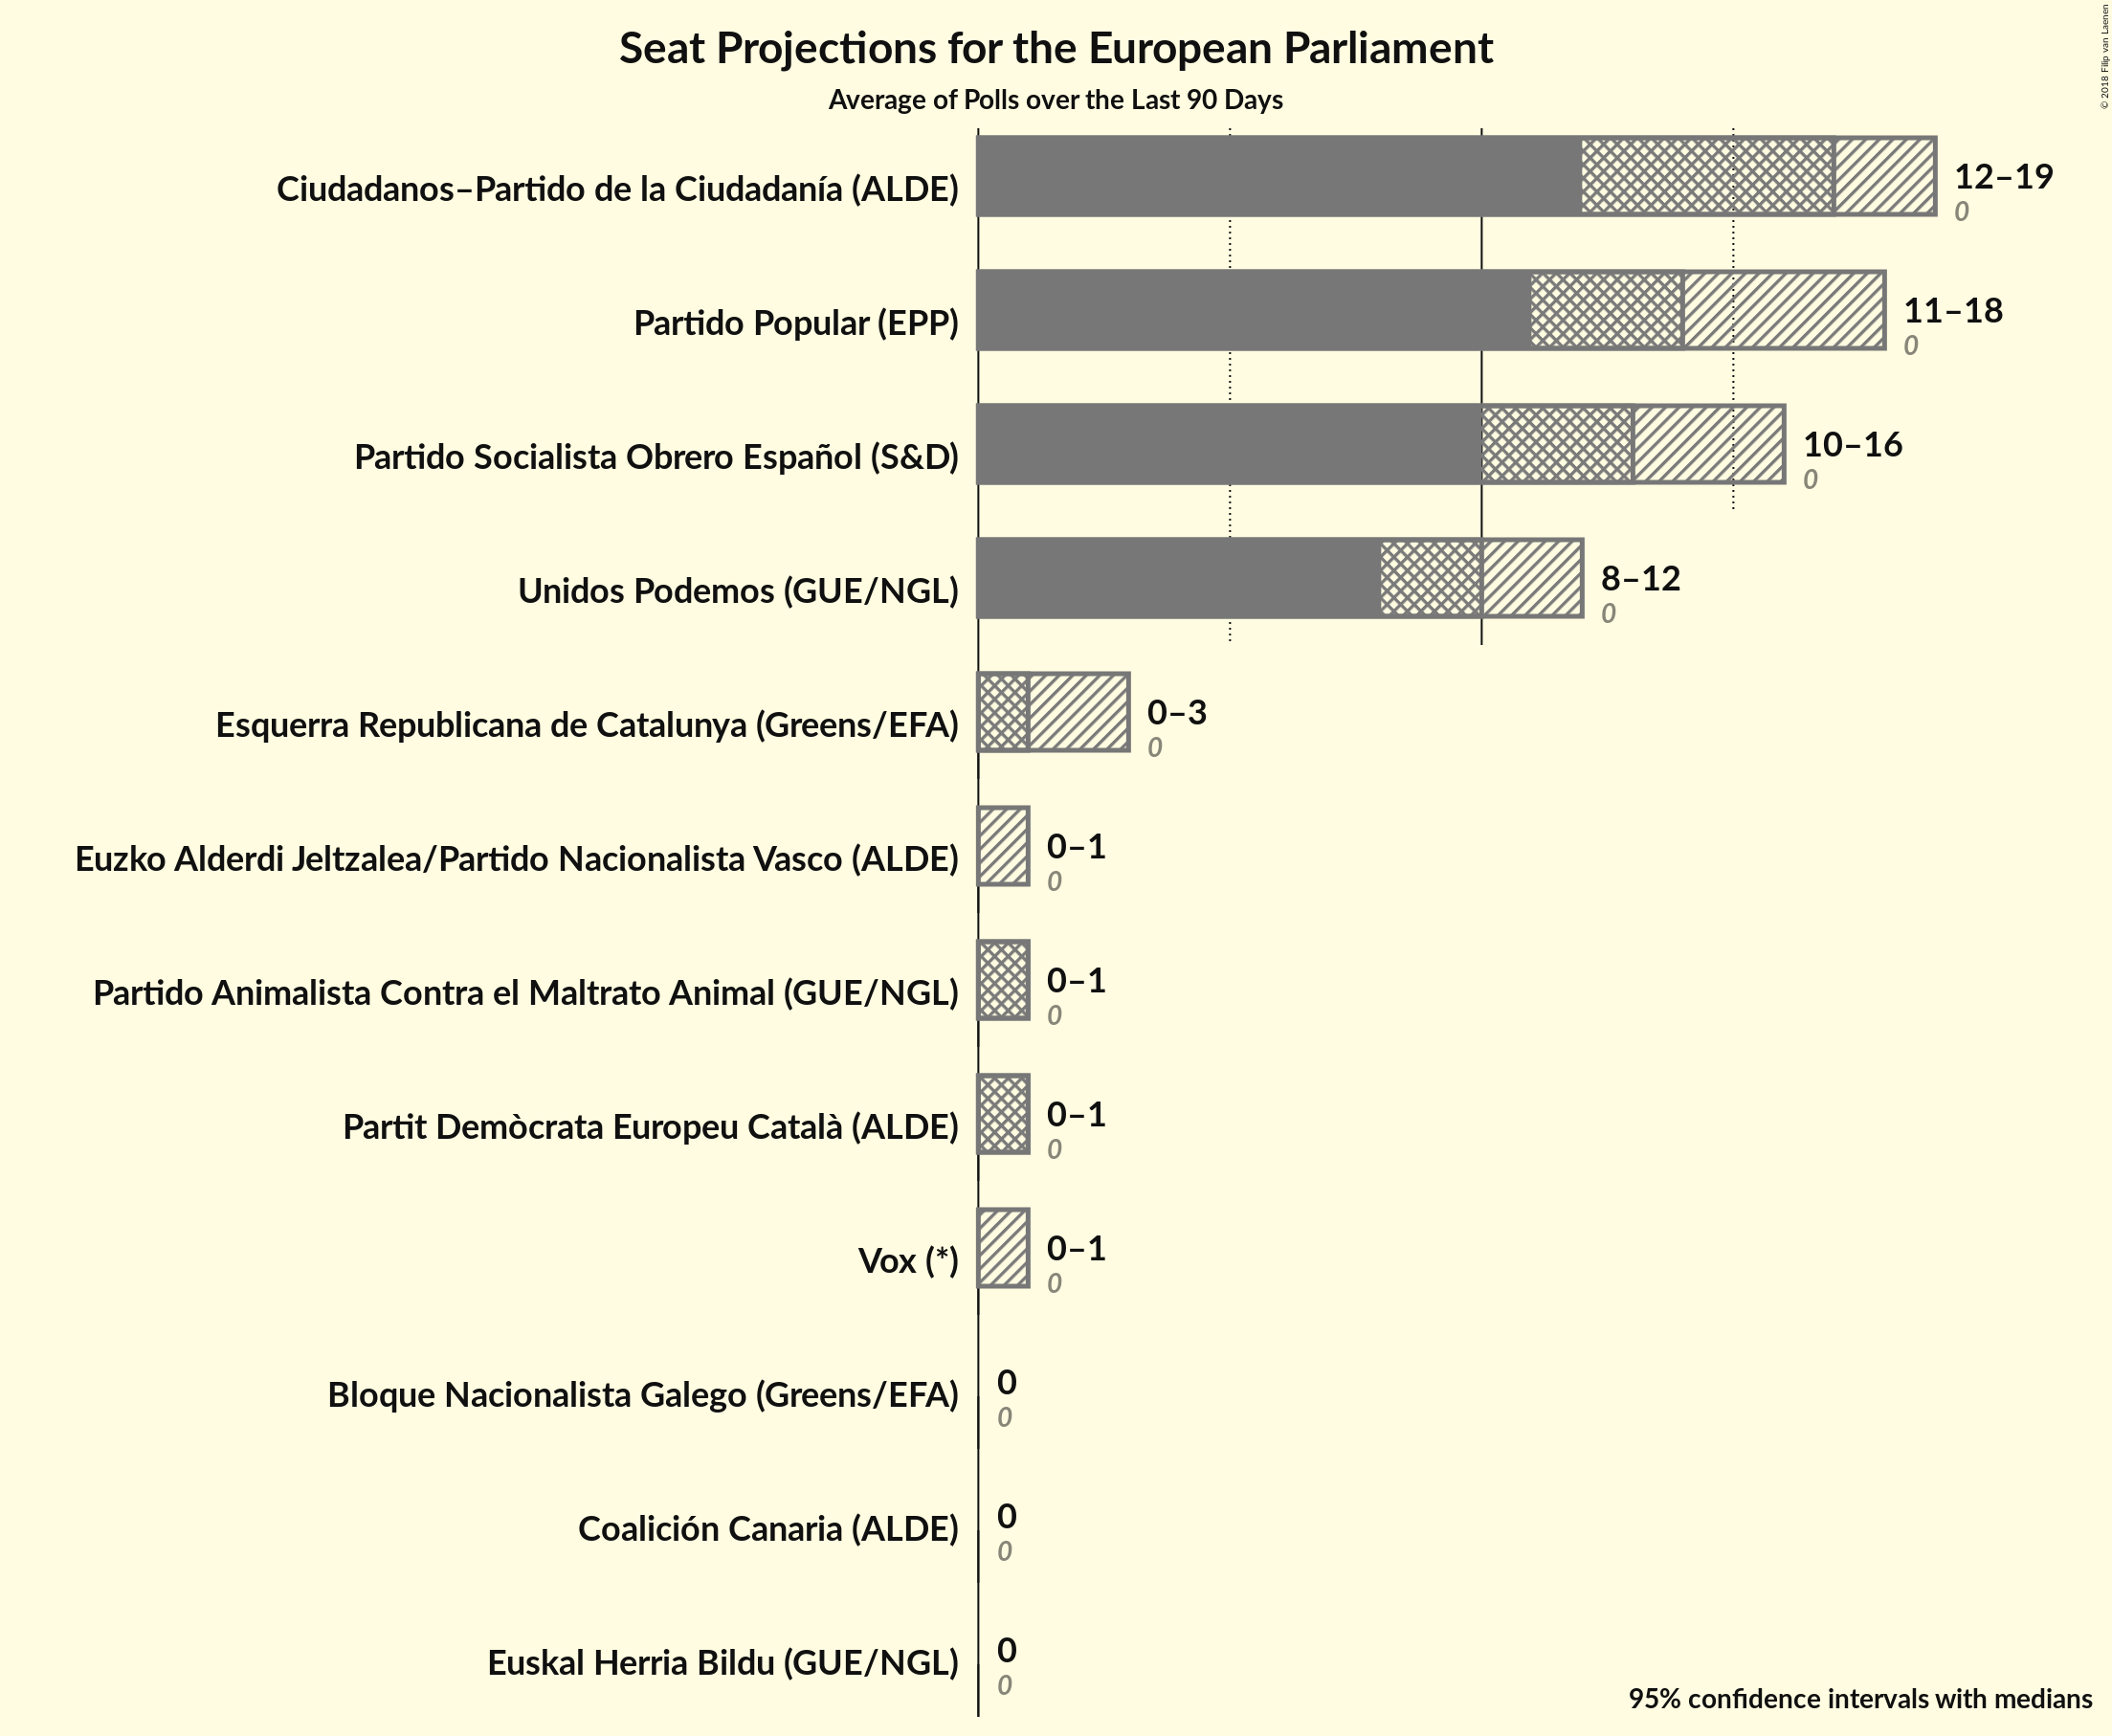 Seat Projections for the European Parliament
Average of Polls over the Last 90 Days
© 2018 Filip van Laenen
Ciudadanos–Partido de la Ciudadanía (ALDE)
12–19
0
Partido Popular (EPP)
11–18
0
Partido Socialista Obrero Español (S&D)
10–16
0
Unidos Podemos (GUE/NGL)
8–12
0
Esquerra Republicana de Catalunya (Greens/EFA)
0–3
0
Euzko Alderdi Jeltzalea/Partido Nacionalista Vasco (ALDE)
0–1
0
Partido Animalista Contra el Maltrato Animal (GUE/NGL)
0–1
0
Partit Demòcrata Europeu Català (ALDE)
0–1
0
Vox (*)
0–1
0
Bloque Nacionalista Galego (Greens/EFA)
0
0
Coalición Canaria (ALDE)
0
0
Euskal Herria Bildu (GUE/NGL)
0
0
95% confidence intervals with medians